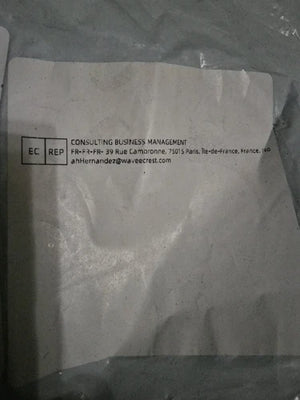 EC REP
CONSULTING BUSINESS MANAGEMENT
FR-FR-FR- 39 Rue Cambronne, 75015 Paris, Île-de-France, France,
ahHernandez@waveecrest.com